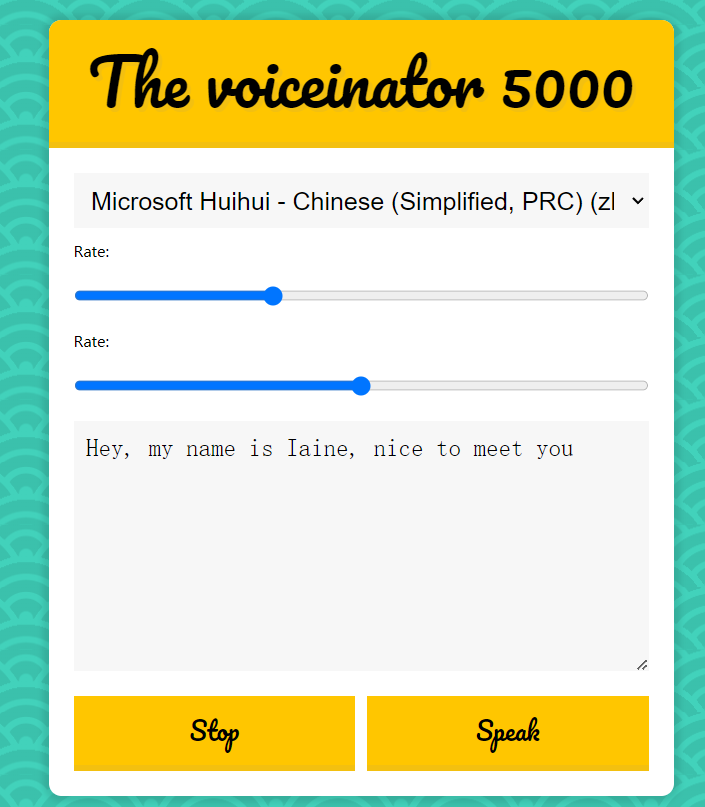 The voiceinator 5000
Microsoft Huihui - Chinese (Simplified, PRC) (zl
Rate:
Rate:
Hey, my name is Iaine, nice to meet you
Stop
Speak